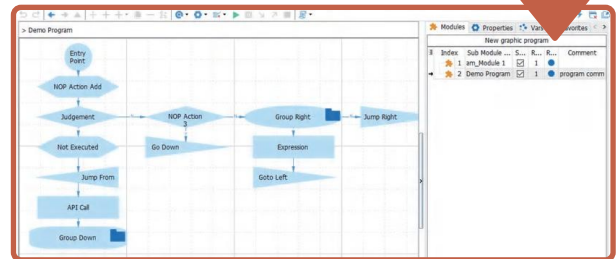 > Demo Program
Entry
Point
NOP Action Add
Judgement
NOP Action
3
Group Right
Jump Right
Not Executed
Go Down
Expression
Jump From
Goto Left
API Call
Group Down
Modules Properties Vars Favorites
New graphic program
Index Sub Module ... S... R... R... Comment
1 am_Module 1 1
2 Demo Program 1 program comm